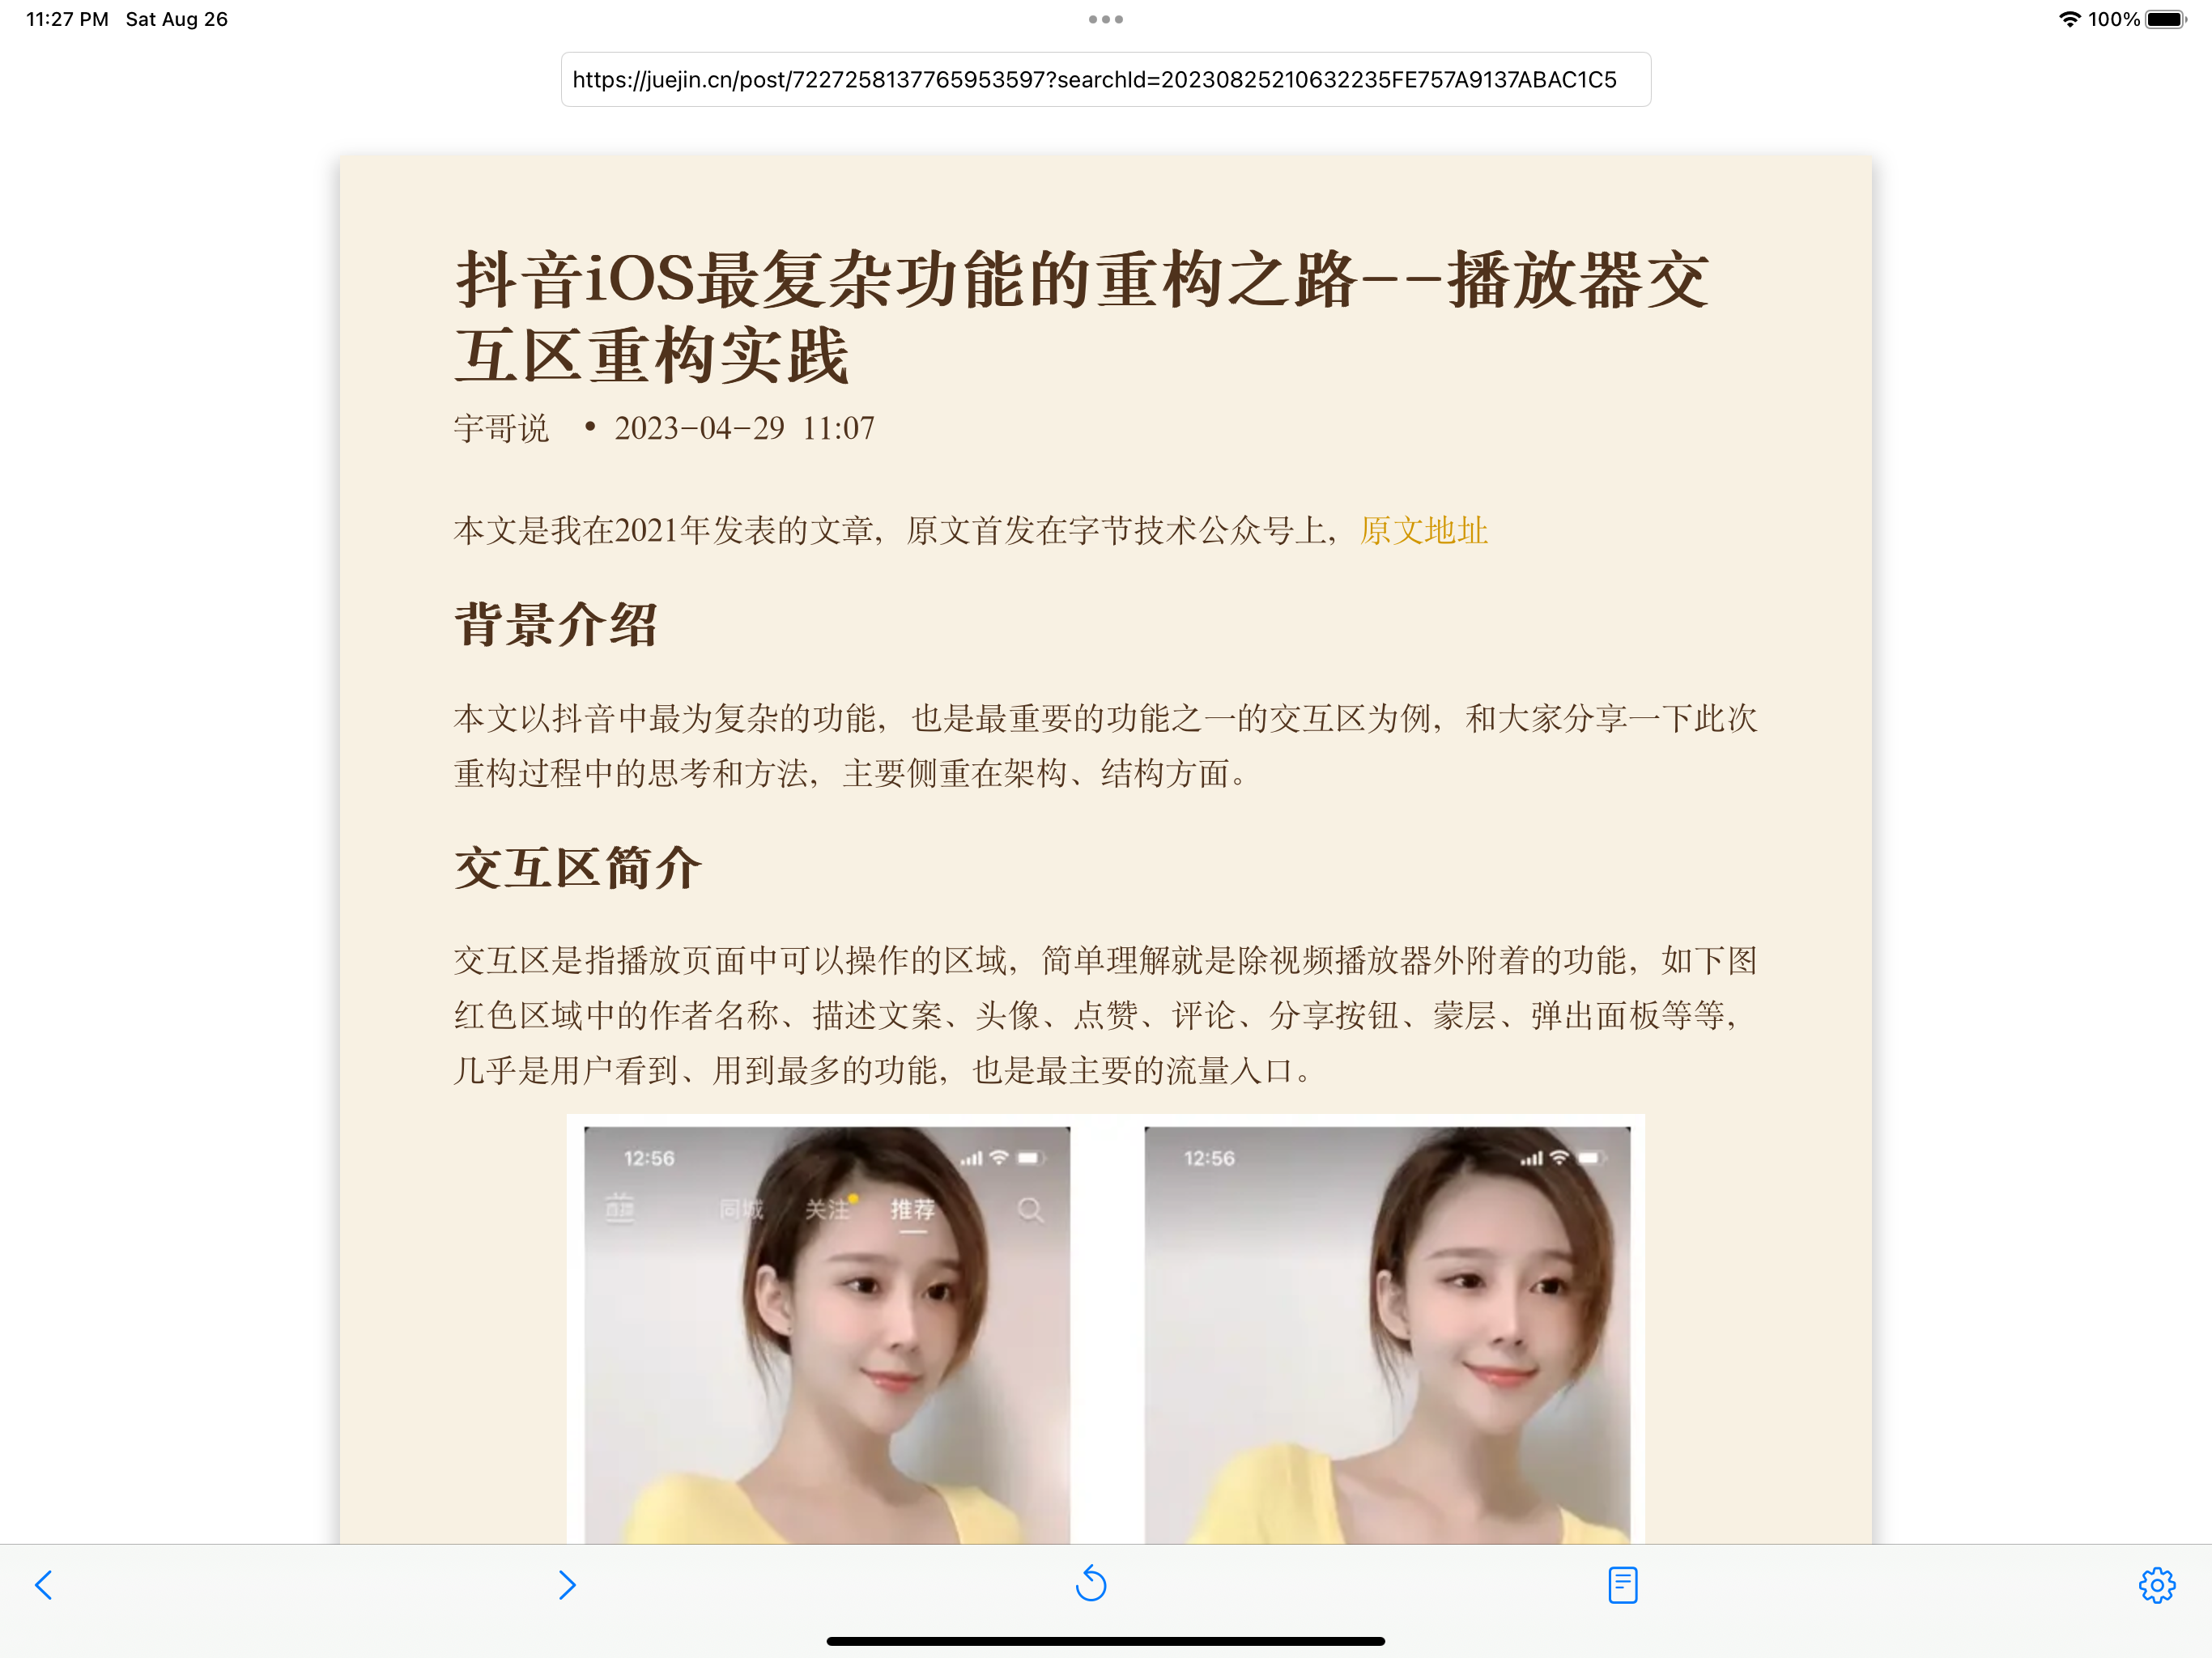 11:27 PM Sat Aug 26
100%
https://juejin.cn/post/7227258137765953597?searchId=20230825210632235FE757A9137ABAC1C5
抖音iOS最复杂功能的重构之路--播放器交
互区重构实践
宇哥说 • 2023-04-29 11:07
本文是我在2021年发表的文章，原文首发在字节技术公众号上，原文地址
背景介绍
本文以抖音中最为复杂的功能，也是最重要的功能之一的交互区为例，和大家分享一下此次
重构过程中的思考和方法，主要侧重在架构、结构方面。
交互区简介
交互区是指播放页面中可以操作的区域，简单理解就是除视频播放器外附着的功能，如下图
红色区域中的作者名称、描述文案、头像、点赞、评论、分享按钮、蒙层、弹出面板等等，
几乎是用户看到、用到最多的功能，也是最主要的流量入口。
12:56
直播 同城 关注 推荐
12:56